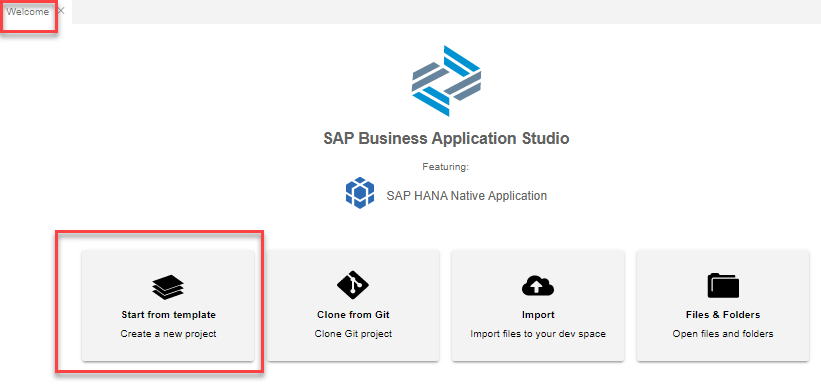 Welcome
SAP Business Application Studio
Featuring:
SAP HANA Native Application
Start from template
Create a new project
Clone from Git
Clone Git project
Import
Import files to your dev space
Files & Folders
Open files and folders